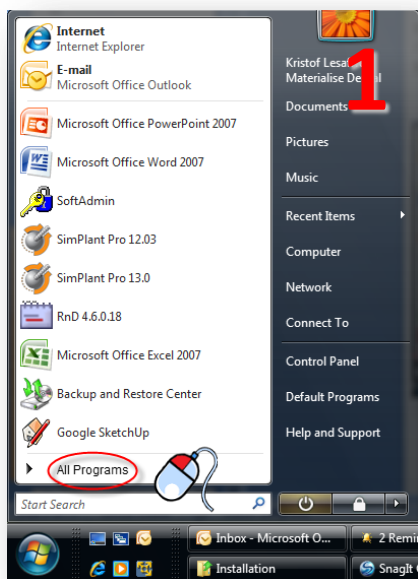 Internet
Internet Explorer
E-mail
Microsoft Office Outlook
Microsoft Office PowerPoint 2007
Microsoft Office Word 2007
SoftAdmin
SimPlant Pro 12.03
SimPlant Pro 13.0
RnD 4.6.0.18
Microsoft Office Excel 2007
Backup and Restore Center
Google SketchUp
All Programs
Start Search
1
Kristof
Materialise
Documents
Pictures
Music
Recent Items
Computer
Network
Connect To
Control Panel
Default Programs
Help and Support
Inbox - Microsoft O...
2
Installation
SnagIt